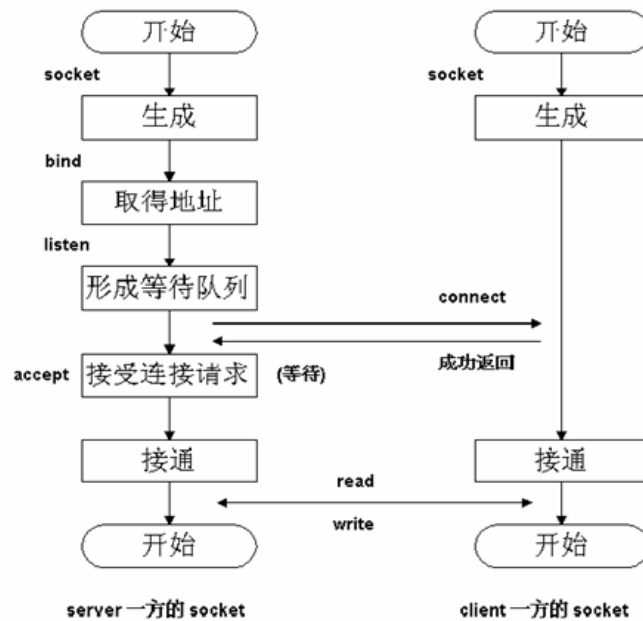 开始
开始
socket
socket
生成
生成
bind
取得地址
listen
形成等待队列
connect
成功返回
accept
接受连接请求
(等待)
接通
接通
read
write
开始
开始
server 一方的 socket
client 一方的 socket